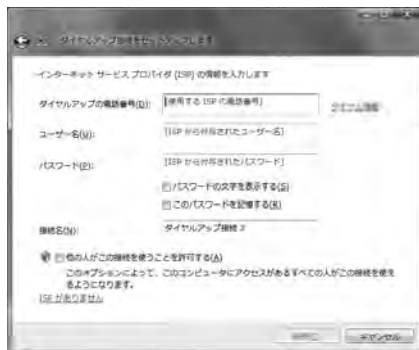 ダイヤルアップ接続をセットアップします
インターネット サービス プロバイダ (ISP) の情報を入力します
ダイヤルアップの電話番号(D): [使用する ISP の電話番号] ダイヤル情報
ユーザー名(U): [ISP から付与されたユーザー名]
パスワード(P): [ISP から付与されたパスワード]
パスワードの文字を表示する(S)
このパスワードを記憶する(R)
接続名(N): ダイヤルアップ接続 2
他の人がこの接続を使うことを許可する(A)
このオプションによって、このコンピュータにアクセスがあるすべての人がこの接続を使え
るようになります。
ISP がありません
キャンセル